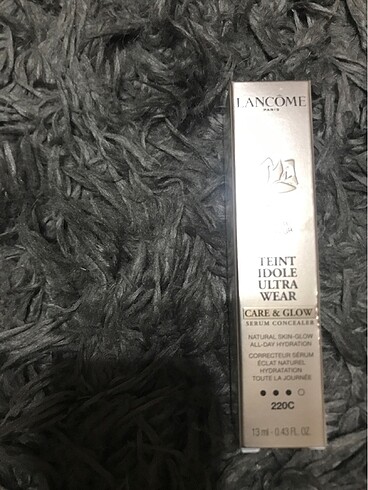 LANCÔME
PARIS
TEINT
IDOLE
ULTRA
WEAR
CARE & GLOW
SERUM CONCEALER
NATURAL SKIN-GLOW
ALL-DAY HYDRATION
CORRECTEUR SÉRUM
ÉCLAT NATUREL
HYDRATATION
TOUTE LA JOURNÉE
220C
13 ml - 0.43 FL. OZ.